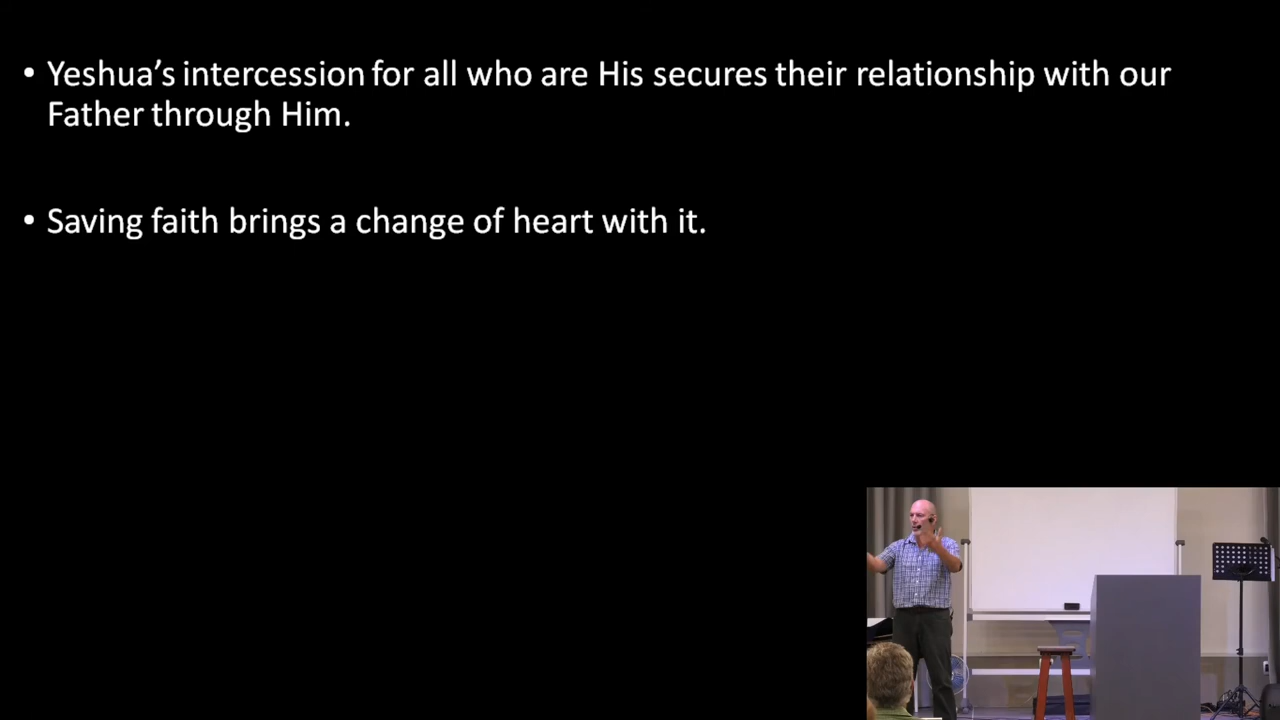 • Yeshua's intercession for all who are His secures their relationship with our
Father through Him.
• Saving faith brings a change of heart with it.